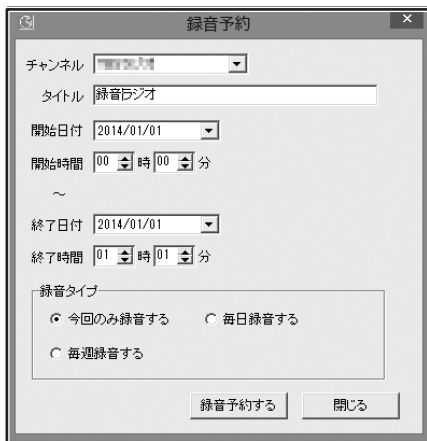 録音予約
チャンネル
タイトル 録音ラジオ
開始日付 2014/01/01
開始時間 00 時 00 分
～
終了日付 2014/01/01
終了時間 01 時 01 分
録音タイプ
今回のみ録音する 毎日録音する
毎週録音する
録音予約する 閉じる